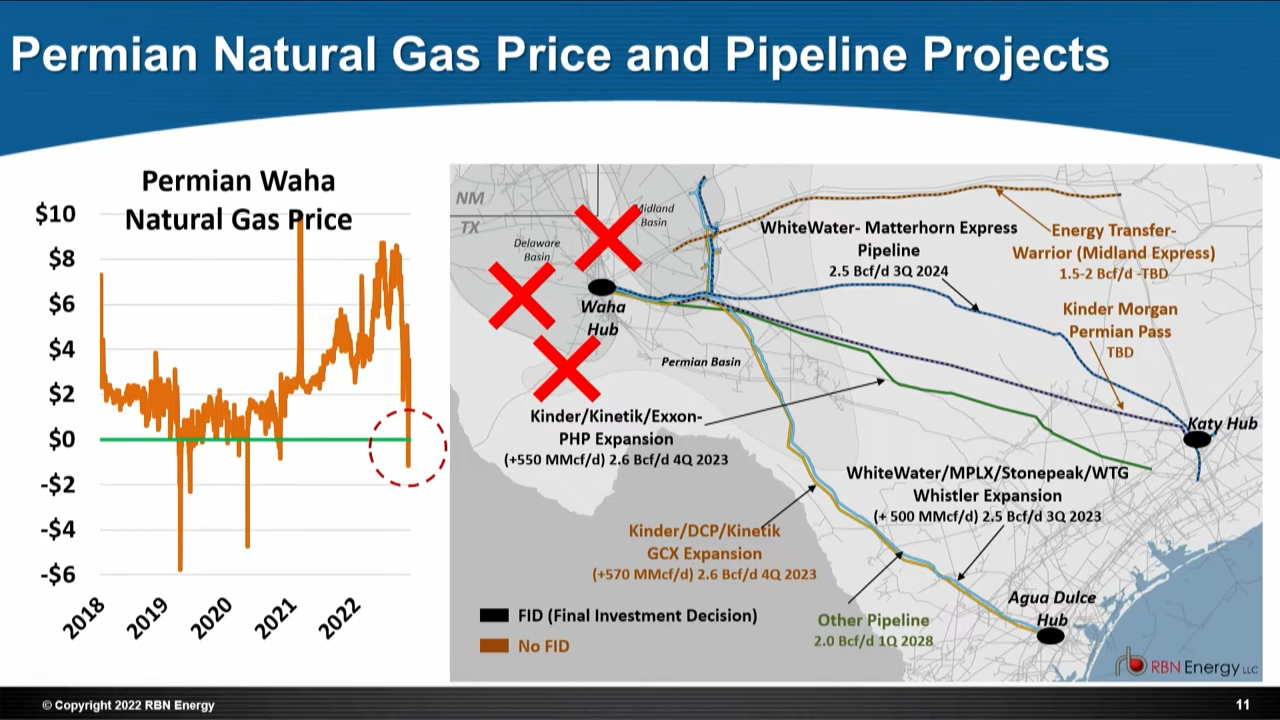 Permian Natural Gas Price and Pipeline Projects
Permian Waha
Natural Gas Price
$10
$8
$6
$4
$2
$0
-$2
-$4
-$6
2018
2019
2020
2021
2022
NM
TX
Midland
Basin
Delaware
Basin
Waha
Hub
Permian Basin
WhiteWater- Matterhorn Express
Pipeline
2.5 Bcf/d 3Q 2024
Energy Transfer-
Warrior (Midland Express)
1.5-2 Bcf/d -TBD
Kinder Morgan
Permian Pass
TBD
Katy Hub
Kinder/Kinetik/Exxon-
PHP Expansion
(+550 MMcf/d) 2.6 Bcf/d 4Q 2023
WhiteWater/MPLX/Stonepeak/WTG
Whistler Expansion
(+ 500 MMcf/d) 2.5 Bcf/d 3Q 2023
Kinder/DCP/Kinetik
GCX Expansion
(+570 MMcf/d) 2.6 Bcf/d 4Q 2023
Agua Dulce
Hub
Other Pipeline
2.0 Bcf/d 1Q 2028
FID (Final Investment Decision)
No FID
rb RBN Energy LLC
© Copyright 2022 RBN Energy
11